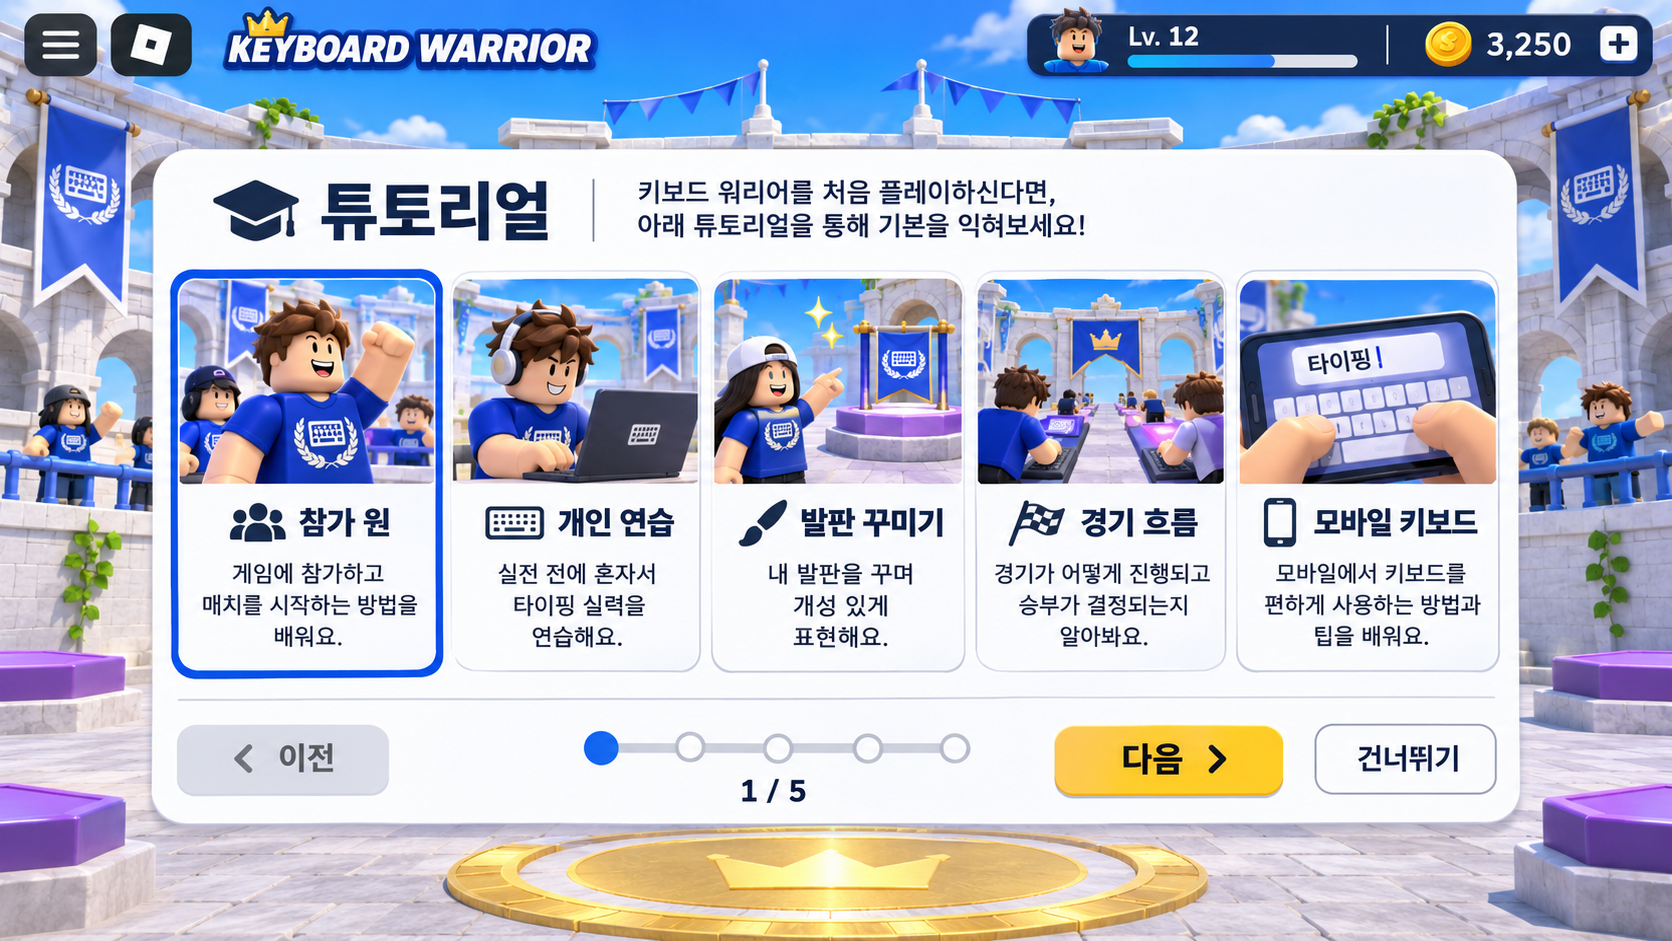 KEYBOARD WARRIOR
Lv. 12
3,250
튜토리얼
키보드 워리어를 처음 플레이하신다면,
아래 튜토리얼을 통해 기본을 익혀보세요!
참가 원
게임에 참가하고
매치를 시작하는 방법을
배워요.
개인 연습
실전 전에 혼자서
타이핑 실력을
연습해요.
발판 꾸미기
내 발판을 꾸며
개성 있게
표현해요.
경기 흐름
경기가 어떻게 진행되고
승부가 결정되는지
알아봐요.
타이핑
모바일 키보드
모바일에서 키보드를
편하게 사용하는 방법과
팁을 배워요.
이전
1 / 5
다음
건너뛰기